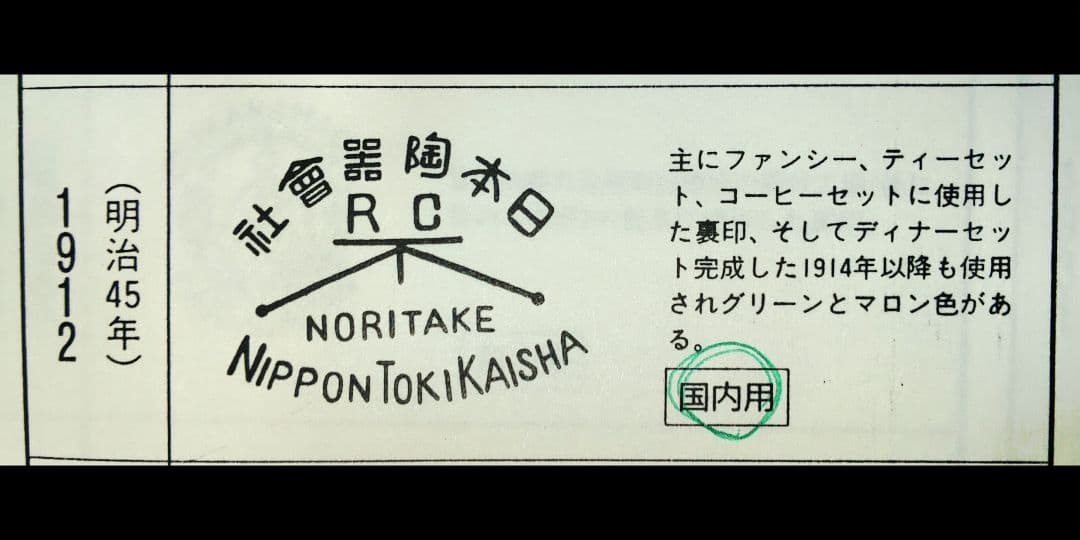 1912
(明治45年)
社會器陶本日
R C
NORITAKE
NIPPON TOKI KAISHA
主にファンシー、ティーセッ
ト、コーヒーセットに使用し
た裏印、そしてディナーセッ
ト完成した1914年以降も使用
されグリーンとマロン色があ
る。
国内用